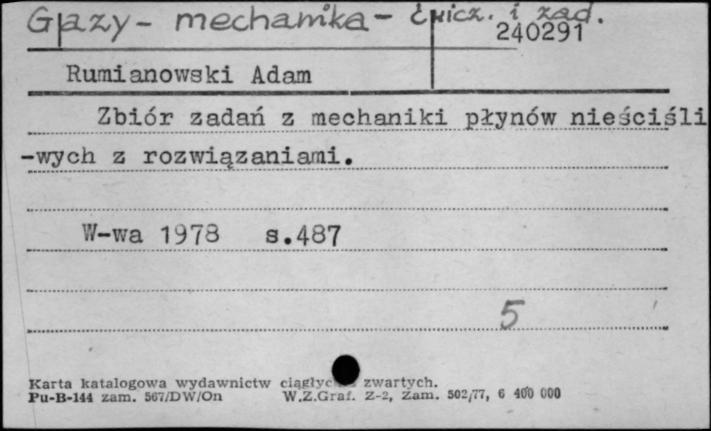 Gazy - mechanika - ćwicz. i zad.
240291
Rumianowski Adam
Zbiór zadań z mechaniki płynów nieściśli
-wych z rozwiązaniami.
W-wa 1978 s.487
5
Karta katalogowa wydawnictw zwartych.
Pu-B-144 zam. 567/DW/On W.Z.Graf. Z-2, Zam. 502/77, 6 400 000